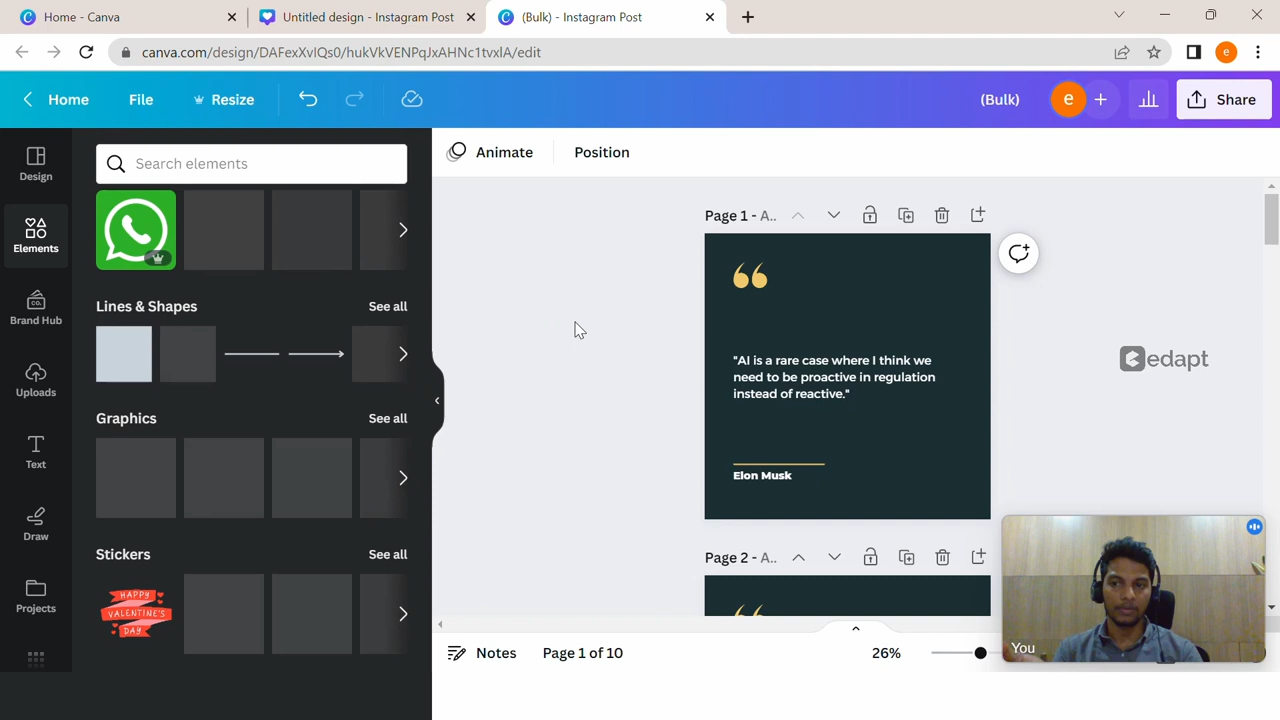 Home - Canva
Untitled design - Instagram Post
(Bulk) - Instagram Post
canva.com/design/DAFexXvIQs0/hukVkVENPqJxAHNc1tvxIA/edit
e
Home
File
Resize
(Bulk)
e
Share
Design
Elements
Brand Hub
CO.
Uploads
Text
Draw
Projects
Search elements
Lines & Shapes
See all
Graphics
See all
Stickers
See all
HAPPY
VALENTINE'S
DAY
Animate
Position
Page 1 - A..
"AI is a rare case where I think we
need to be proactive in regulation
instead of reactive."
Elon Musk
edapt
Page 2 - A..
Notes
Page 1 of 10
26%
You